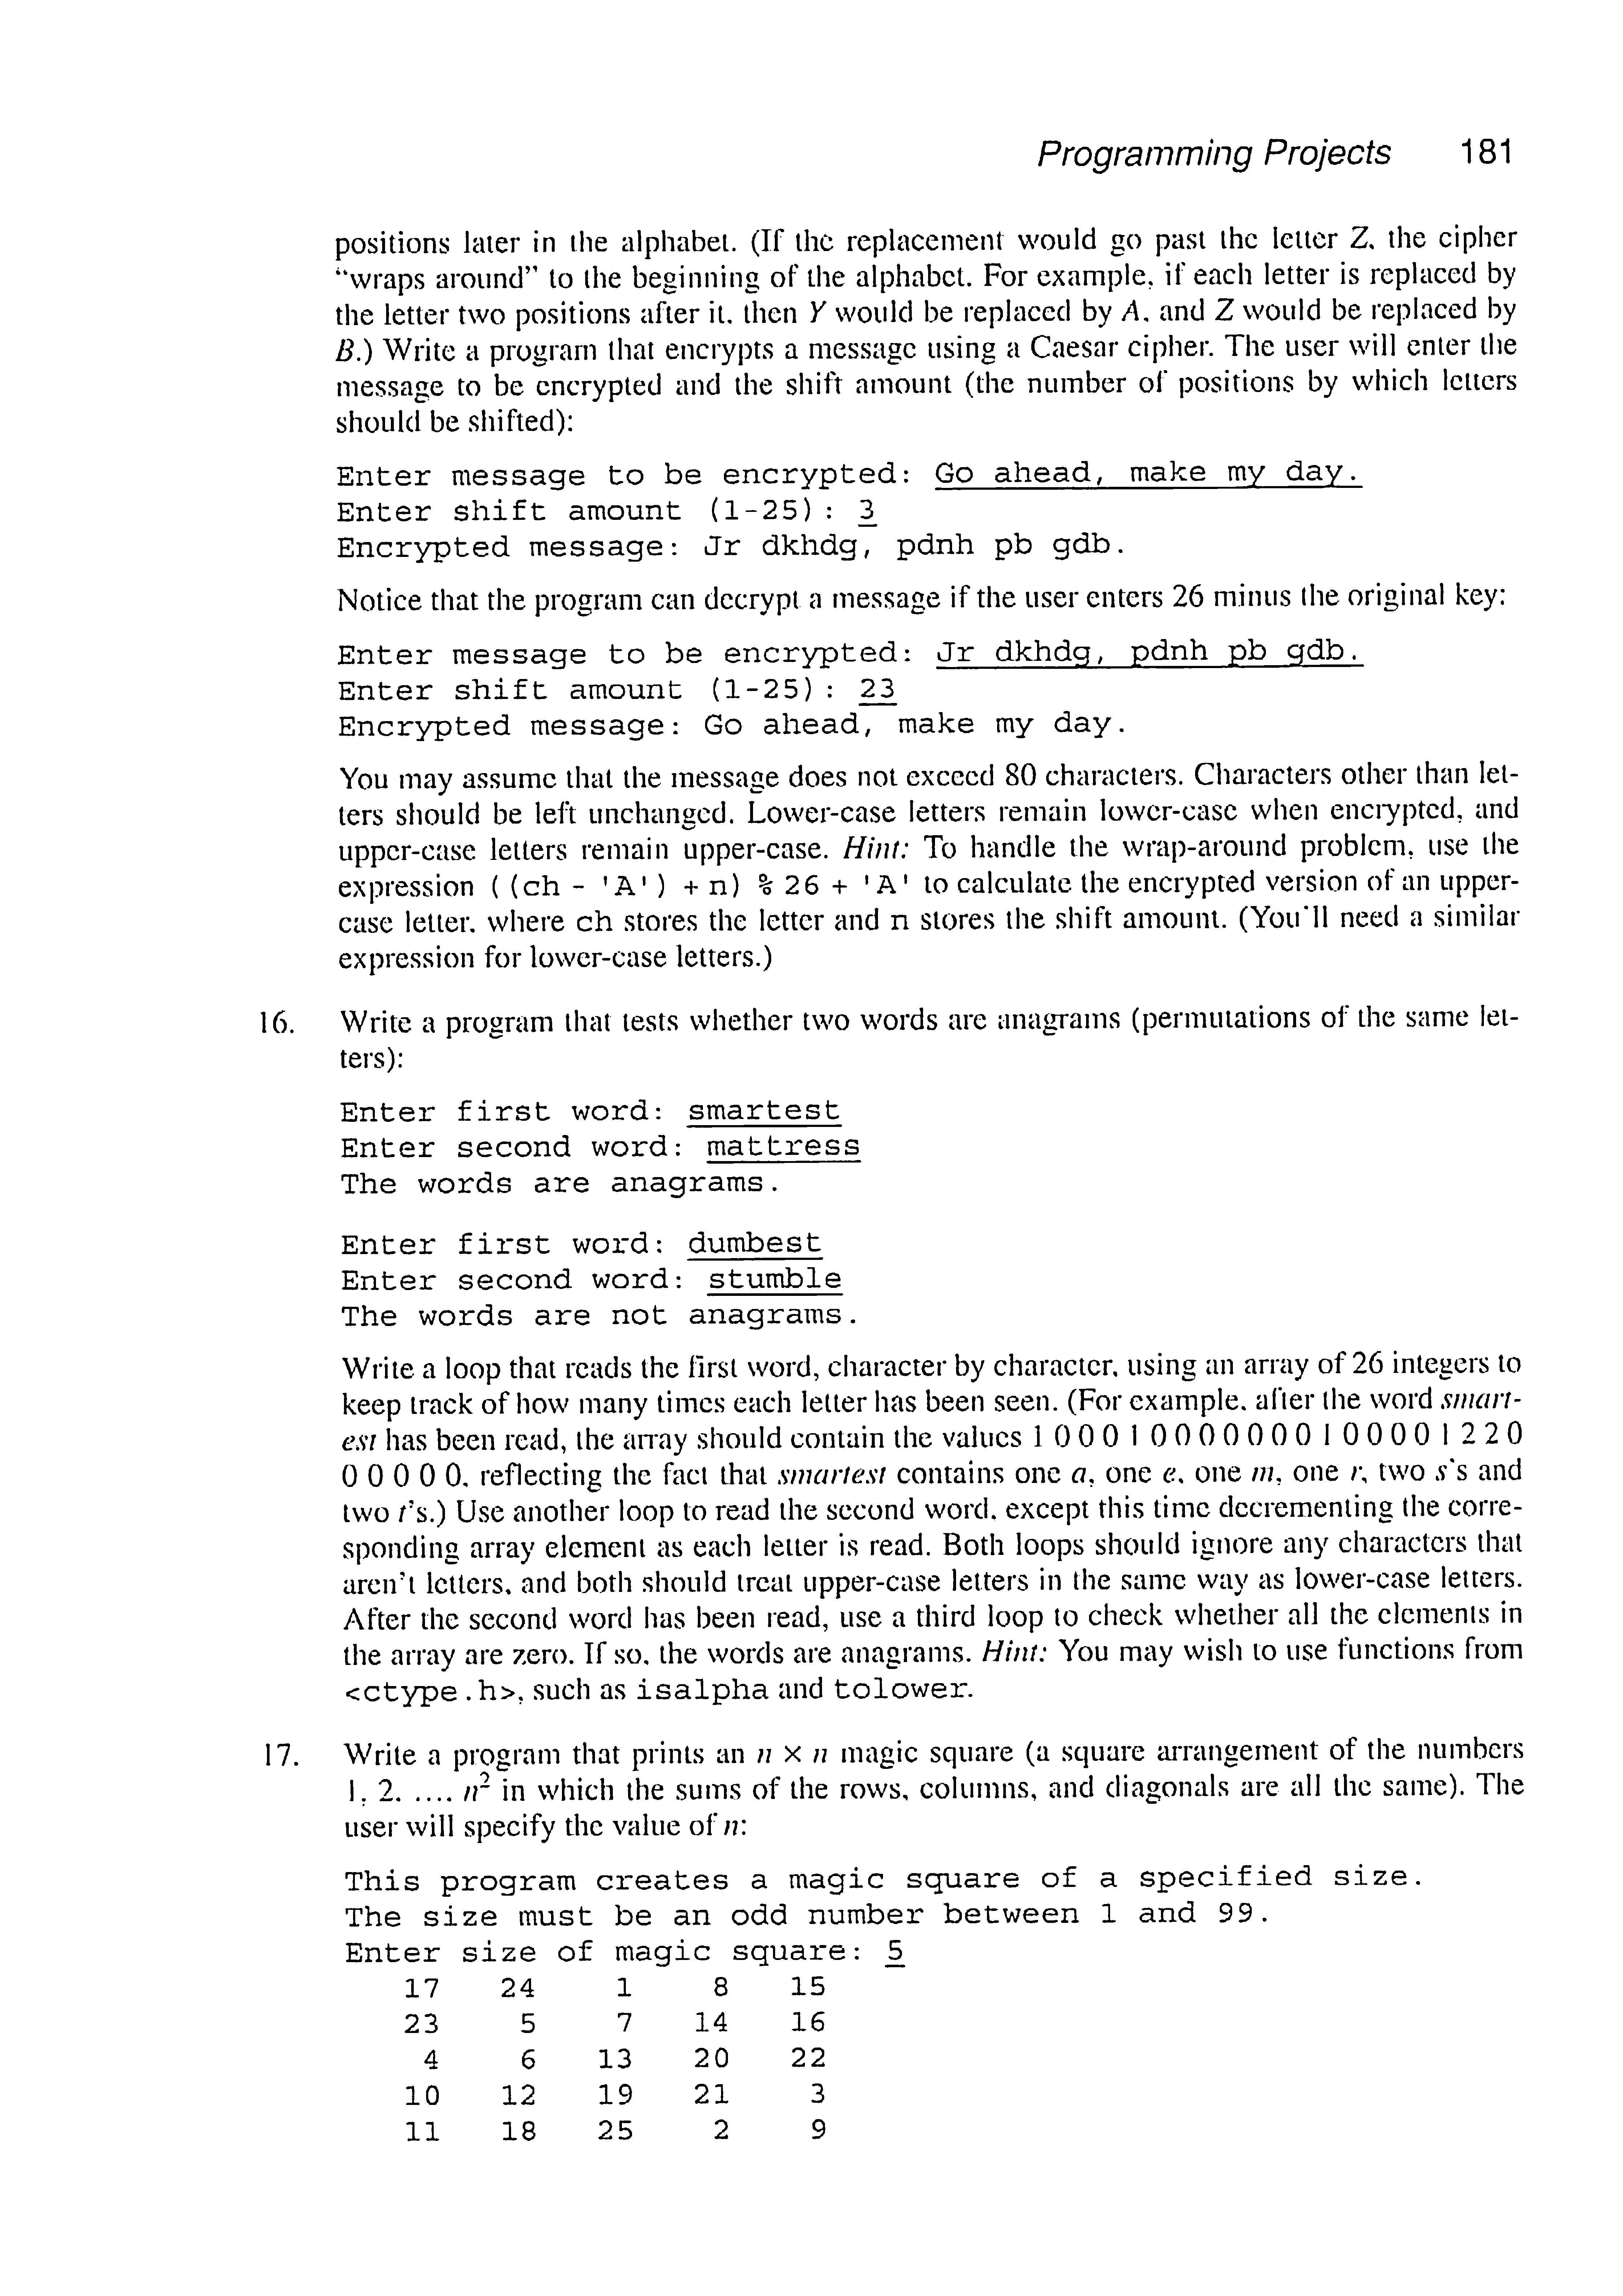 Programming Projects 181
positions later in the alphabet. (If the replacement would go past the letter Z, the cipher
“wraps around” to the beginning of the alphabet. For example, if each letter is replaced by
the letter two positions after it, then Y would be replaced by A, and Z would be replaced by
B.) Write a program that encrypts a message using a Caesar cipher. The user will enter the
message to be encrypted and the shift amount (the number of positions by which letters
should be shifted):
Enter message to be encrypted: Go ahead, make my day.
Enter shift amount (1-25): 3
Encrypted message: Jr dkhdg, pdnh pb gdb.
Notice that the program can decrypt a message if the user enters 26 minus the original key:
Enter message to be encrypted: Jr dkhdg, pdnh pb gdb.
Enter shift amount (1-25): 23
Encrypted message: Go ahead, make my day.
You may assume that the message does not exceed 80 characters. Characters other than let-
ters should be left unchanged. Lower-case letters remain lower-case when encrypted, and
upper-case letters remain upper-case. Hint: To handle the wrap-around problem, use the
expression ((ch - 'A') + n) % 26 + 'A' to calculate the encrypted version of an upper-
case letter, where ch stores the letter and n stores the shift amount. (You'll need a similar
expression for lower-case letters.)
16. Write a program that tests whether two words are anagrams (permutations of the same let-
ters):
Enter first word: smartest
Enter second word: mattress
The words are anagrams.
Enter first word: dumbest
Enter second word: stumble
The words are not anagrams.
Write a loop that reads the first word, character by character, using an array of 26 integers to
keep track of how many times each letter has been seen. (For example, after the word smart-
est has been read, the array should contain the values 1 0 0 0 1 0 0 0 0 0 0 0 1 0 0 0 0 1 2 2 0
0 0 0 0 0, reflecting the fact that smartest contains one a, one e, one m, one r, two s's and
two t's.) Use another loop to read the second word, except this time decrementing the corre-
sponding array element as each letter is read. Both loops should ignore any characters that
aren't letters, and both should treat upper-case letters in the same way as lower-case letters.
After the second word has been read, use a third loop to check whether all the elements in
the array are zero. If so, the words are anagrams. Hint: You may wish to use functions from
<ctype.h>, such as isalpha and tolower.
17. Write a program that prints an n × n magic square (a square arrangement of the numbers
1, 2, …, n² in which the sums of the rows, columns, and diagonals are all the same). The
user will specify the value of n:
This program creates a magic square of a specified size.
The size must be an odd number between 1 and 99.
Enter size of magic square: 5
17 24 1 8 15
23 5 7 14 16
4 6 13 20 22
10 12 19 21 3
11 18 25 2 9